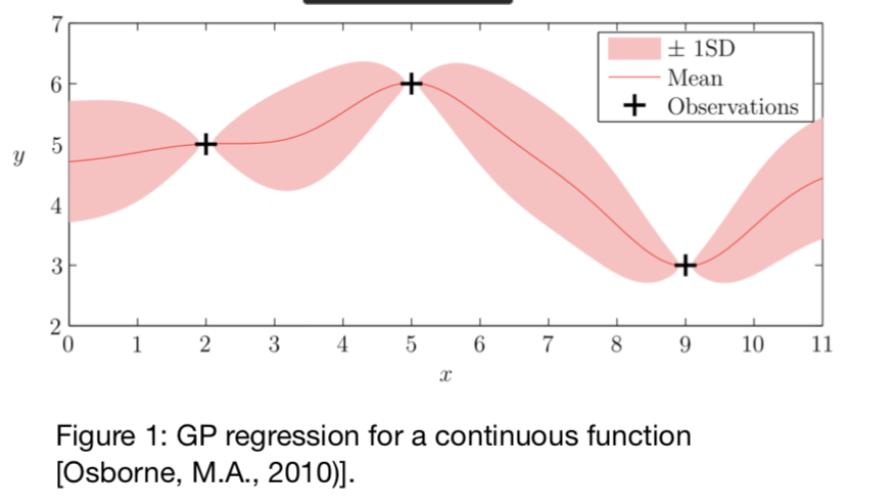 7
6
5
4
3
2
y
± 1SD
Mean
Observations
0 1 2 3 4 5 6 7 8 9 10 11
x
Figure 1: GP regression for a continuous function
[Osborne, M.A., 2010)].